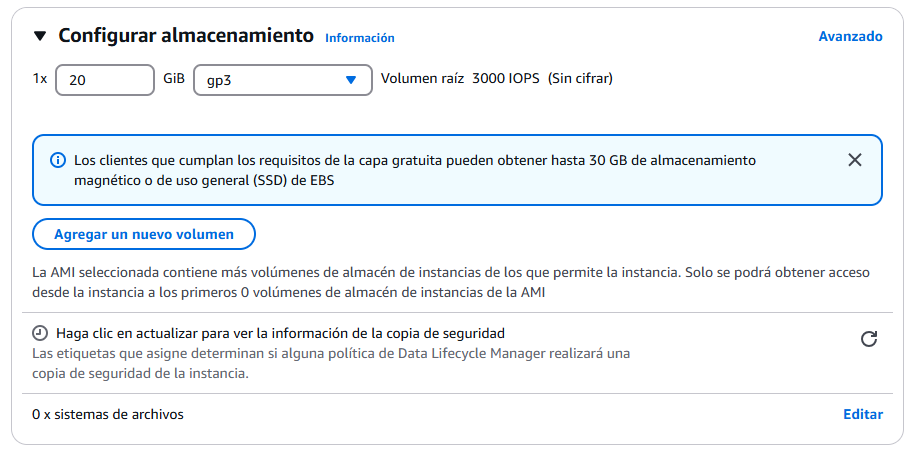 Configurar almacenamiento Información Avanzado
1x 20 GiB gp3 Volumen raíz 3000 IOPS (Sin cifrar)
Los clientes que cumplan los requisitos de la capa gratuita pueden obtener hasta 30 GB de almacenamiento
magnético o de uso general (SSD) de EBS
Agregar un nuevo volumen
La AMI seleccionada contiene más volúmenes de almacén de instancias de los que permite la instancia. Solo se podrá obtener acceso
desde la instancia a los primeros 0 volúmenes de almacén de instancias de la AMI
Haga clic en actualizar para ver la información de la copia de seguridad
Las etiquetas que asigne determinan si alguna política de Data Lifecycle Manager realizará una
copia de seguridad de la instancia.
0 x sistemas de archivos Editar